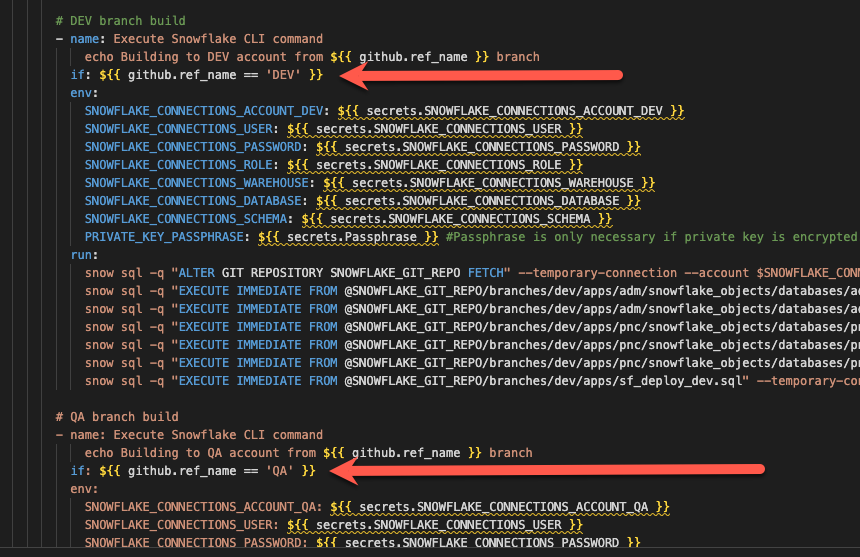 # DEV branch build
- name: Execute Snowflake CLI command
echo Building to DEV account from ${{ github.ref_name }} branch
if: ${{ github.ref_name == 'DEV' }}
env:
SNOWFLAKE_CONNECTIONS_ACCOUNT_DEV: ${{ secrets.SNOWFLAKE_CONNECTIONS_ACCOUNT_DEV }}
SNOWFLAKE_CONNECTIONS_USER: ${{ secrets.SNOWFLAKE_CONNECTIONS_USER }}
SNOWFLAKE_CONNECTIONS_PASSWORD: ${{ secrets.SNOWFLAKE_CONNECTIONS_PASSWORD }}
SNOWFLAKE_CONNECTIONS_ROLE: ${{ secrets.SNOWFLAKE_CONNECTIONS_ROLE }}
SNOWFLAKE_CONNECTIONS_WAREHOUSE: ${{ secrets.SNOWFLAKE_CONNECTIONS_WAREHOUSE }}
SNOWFLAKE_CONNECTIONS_DATABASE: ${{ secrets.SNOWFLAKE_CONNECTIONS_DATABASE }}
SNOWFLAKE_CONNECTIONS_SCHEMA: ${{ secrets.SNOWFLAKE_CONNECTIONS_SCHEMA }}
PRIVATE_KEY_PASSPHRASE: ${{ secrets.Passphrase }} #Passphrase is only necessary if private key is encrypted
run:
snow sql -q "ALTER GIT REPOSITORY SNOWFLAKE_GIT_REPO FETCH" --temporary-connection --account $SNOWFLAKE_CONN
snow sql -q "EXECUTE IMMEDIATE FROM @SNOWFLAKE_GIT_REPO/branches/dev/apps/adm/snowflake_objects/databases/ad
snow sql -q "EXECUTE IMMEDIATE FROM @SNOWFLAKE_GIT_REPO/branches/dev/apps/adm/snowflake_objects/databases/ad
snow sql -q "EXECUTE IMMEDIATE FROM @SNOWFLAKE_GIT_REPO/branches/dev/apps/pnc/snowflake_objects/databases/pn
snow sql -q "EXECUTE IMMEDIATE FROM @SNOWFLAKE_GIT_REPO/branches/dev/apps/pnc/snowflake_objects/databases/pn
snow sql -q "EXECUTE IMMEDIATE FROM @SNOWFLAKE_GIT_REPO/branches/dev/apps/pnc/snowflake_objects/databases/pn
snow sql -q "EXECUTE IMMEDIATE FROM @SNOWFLAKE_GIT_REPO/branches/dev/apps/sf_deploy_dev.sql" --temporary-con
# QA branch build
- name: Execute Snowflake CLI command
echo Building to QA account from ${{ github.ref_name }} branch
if: ${{ github.ref_name == 'QA' }}
env:
SNOWFLAKE_CONNECTIONS_ACCOUNT_QA: ${{ secrets.SNOWFLAKE_CONNECTIONS_ACCOUNT_QA }}
SNOWFLAKE_CONNECTIONS_USER: ${{ secrets.SNOWFLAKE_CONNECTIONS_USER }}
SNOWFLAKE_CONNECTIONS_PASSWORD: ${{ secrets.SNOWFLAKE_CONNECTIONS_PASSWORD }}